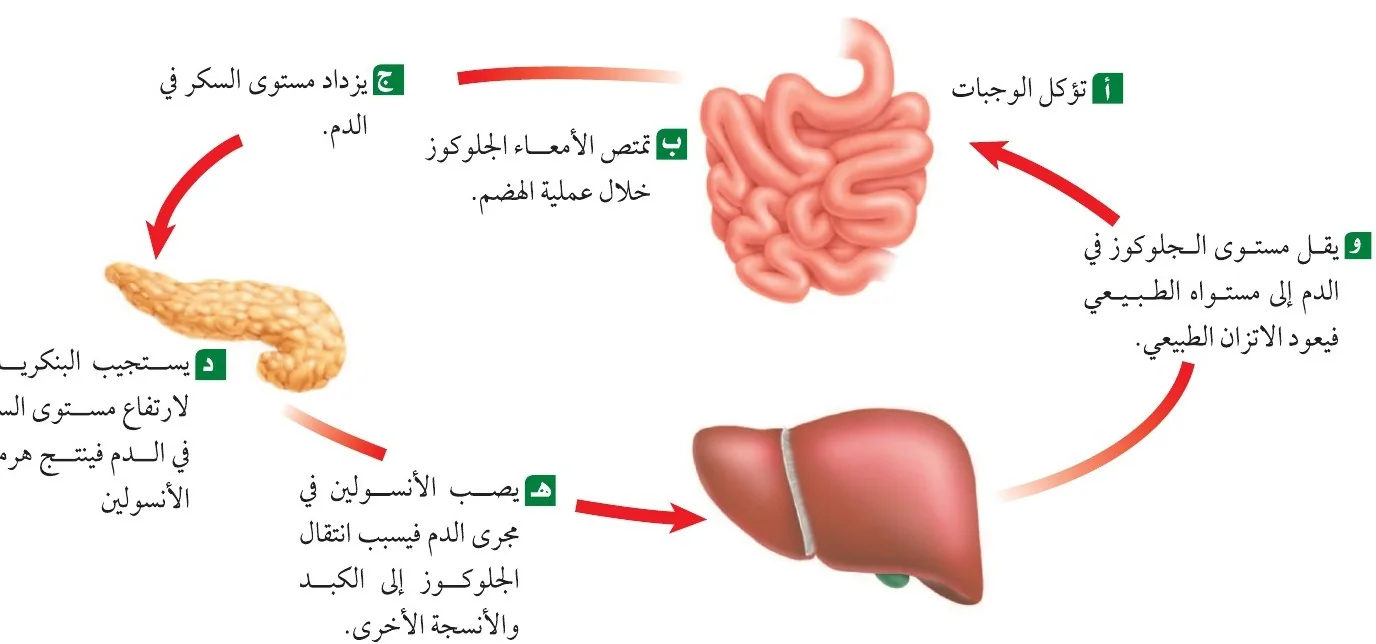 أ تؤكل الوجبات
ب تمتص الأمعاء الجلوكوز
خلال عملية الهضم.
ج يزداد مستوى السكر في
الدم.
د يستجيب
لارتفاع مستوى
في الدم فينتج
الأنسولين
هـ يصب الأنسولين في
مجرى الدم فيسبب انتقال
الجلوكوز إلى الكبد
والأنسجة الأخرى.
و يقل مستوى الجلوكوز في
الدم إلى مستواه الطبيعي
فيعود الاتزان الطبيعي.